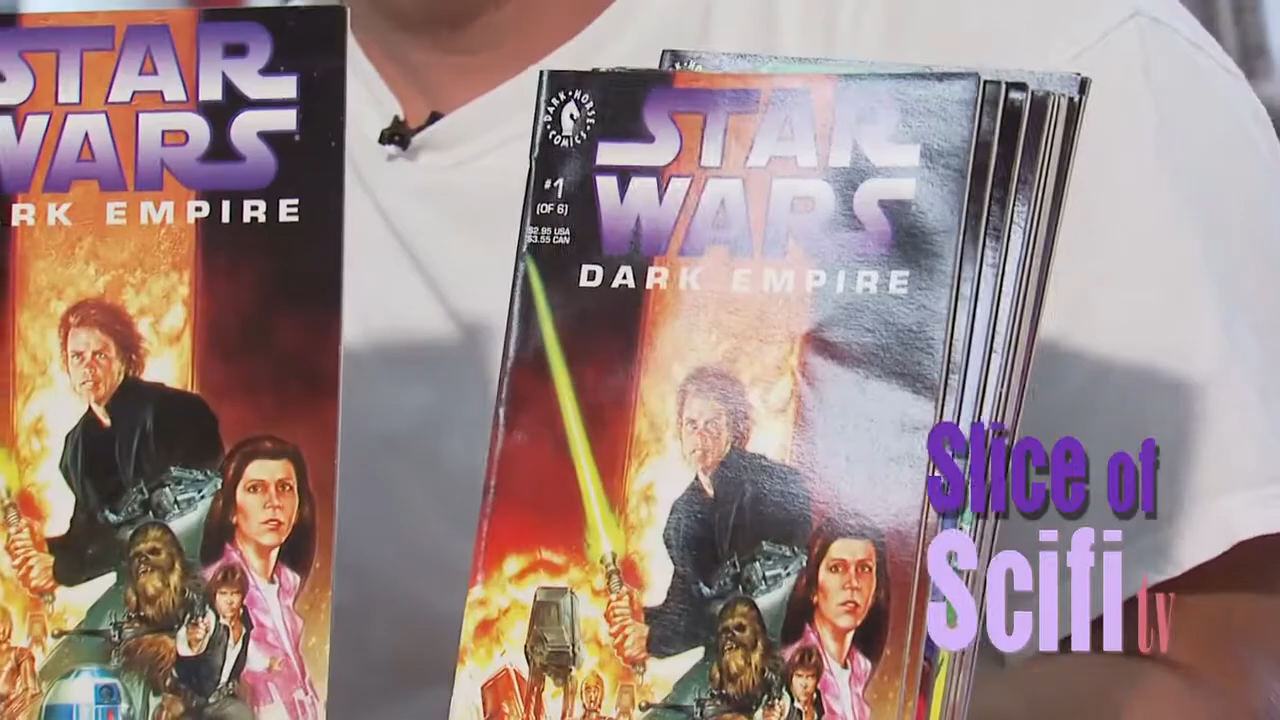 STAR
WARS
RK EMPIRE
DARK HORSE
COMICS
#1
(OF 6)
$2.95 USA
$3.55 CAN
STAR
WARS
DARK EMPIRE
Slice of
Scifi tv